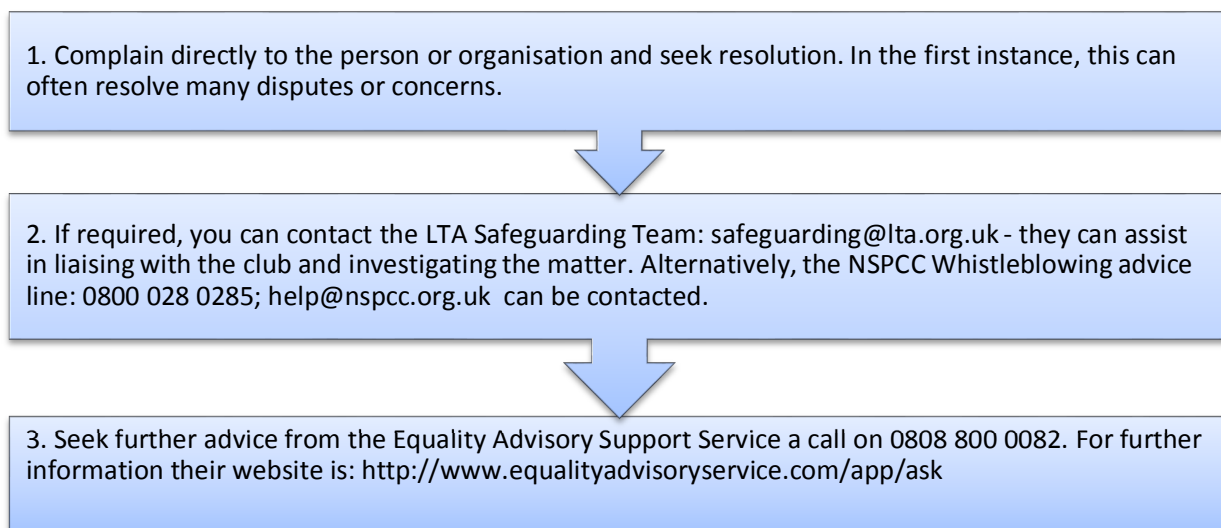 1. Complain directly to the person or organisation and seek resolution. In the first instance, this can
often resolve many disputes or concerns.
2. If required, you can contact the LTA Safeguarding Team: safeguarding@lta.org.uk - they can assist
in liaising with the club and investigating the matter. Alternatively, the NSPCC Whistleblowing advice
line: 0800 028 0285; help@nspcc.org.uk can be contacted.
3. Seek further advice from the Equality Advisory Support Service a call on 0808 800 0082. For further
information their website is: http://www.equalityadvisoryservice.com/app/ask